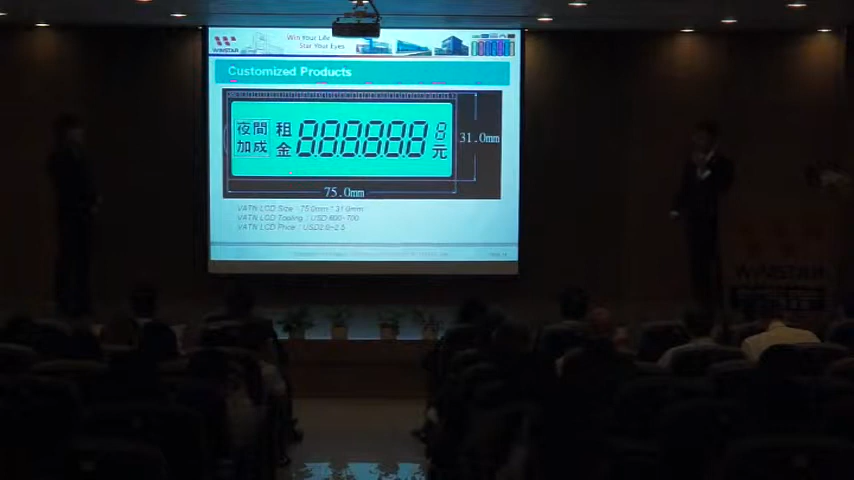 WINSTAR
Win Your Life
Star Your Eyes
Customized Products
夜間 租 888888 8
加成 金 元
31.0mm
75.0mm
VATN LCD Size : 75.0mm * 31.0mm
VATN LCD Tooling : USD:600~700
VATN LCD Price : USD2.0~2.5
WINSTAR